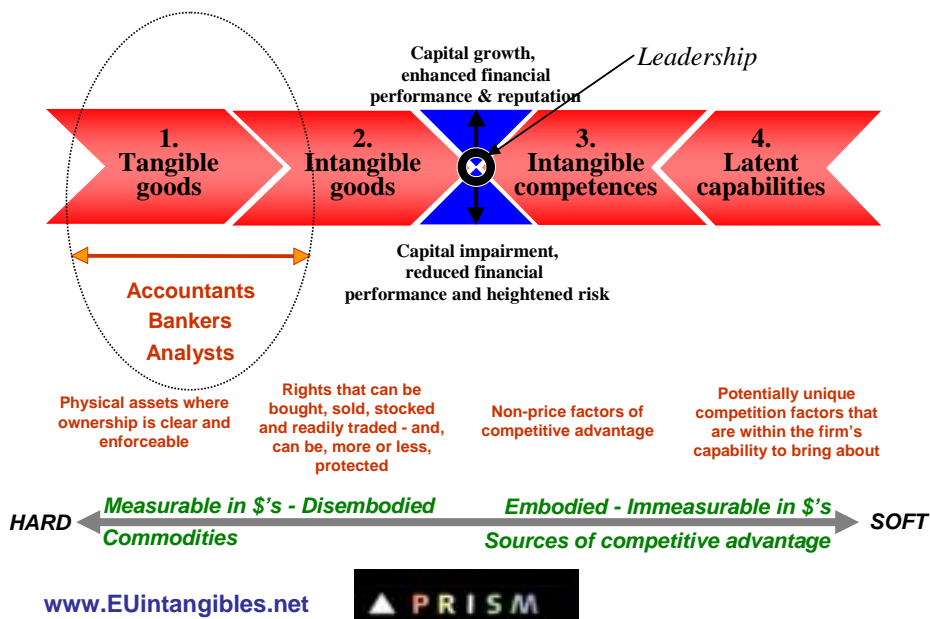 Capital growth,
enhanced financial
performance & reputation
Leadership
1.
Tangible
goods
2.
Intangible
goods
3.
Intangible
competences
4.
Latent
capabilities
Capital impairment,
reduced financial
performance and heightened risk
Accountants
Bankers
Analysts
Physical assets where
ownership is clear and
enforceable
Rights that can be
bought, sold, stocked
and readily traded - and,
can be, more or less,
protected
Non-price factors of
competitive advantage
Potentially unique
competition factors that
are within the firm's
capability to bring about
HARD
Measurable in $'s - Disembodied
Commodities
Embodied - Immeasurable in $'s
Sources of competitive advantage
SOFT
www.EUintangibles.net
PRISM